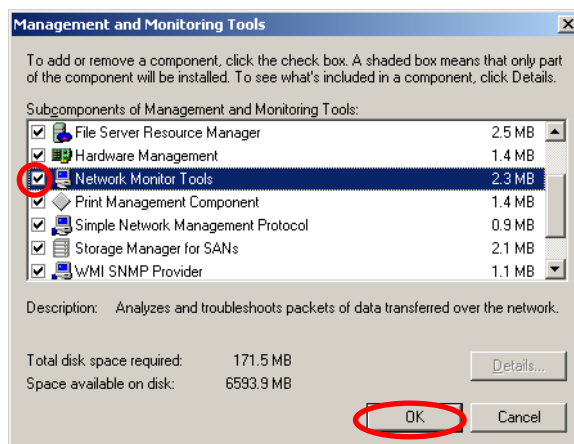 Management and Monitoring Tools
To add or remove a component, click the check box. A shaded box means that only part
of the component will be installed. To see what's included in a component, click Details.
Subcomponents of Management and Monitoring Tools:
File Server Resource Manager 2.5 MB
Hardware Management 1.4 MB
Network Monitor Tools 2.3 MB
Print Management Component 1.4 MB
Simple Network Management Protocol 0.9 MB
Storage Manager for SANs 2.1 MB
WMI SNMP Provider 1.1 MB
Description: Analyzes and troubleshoots packets of data transferred over the network.
Total disk space required: 171.5 MB
Details...
Space available on disk: 6593.9 MB
OK Cancel